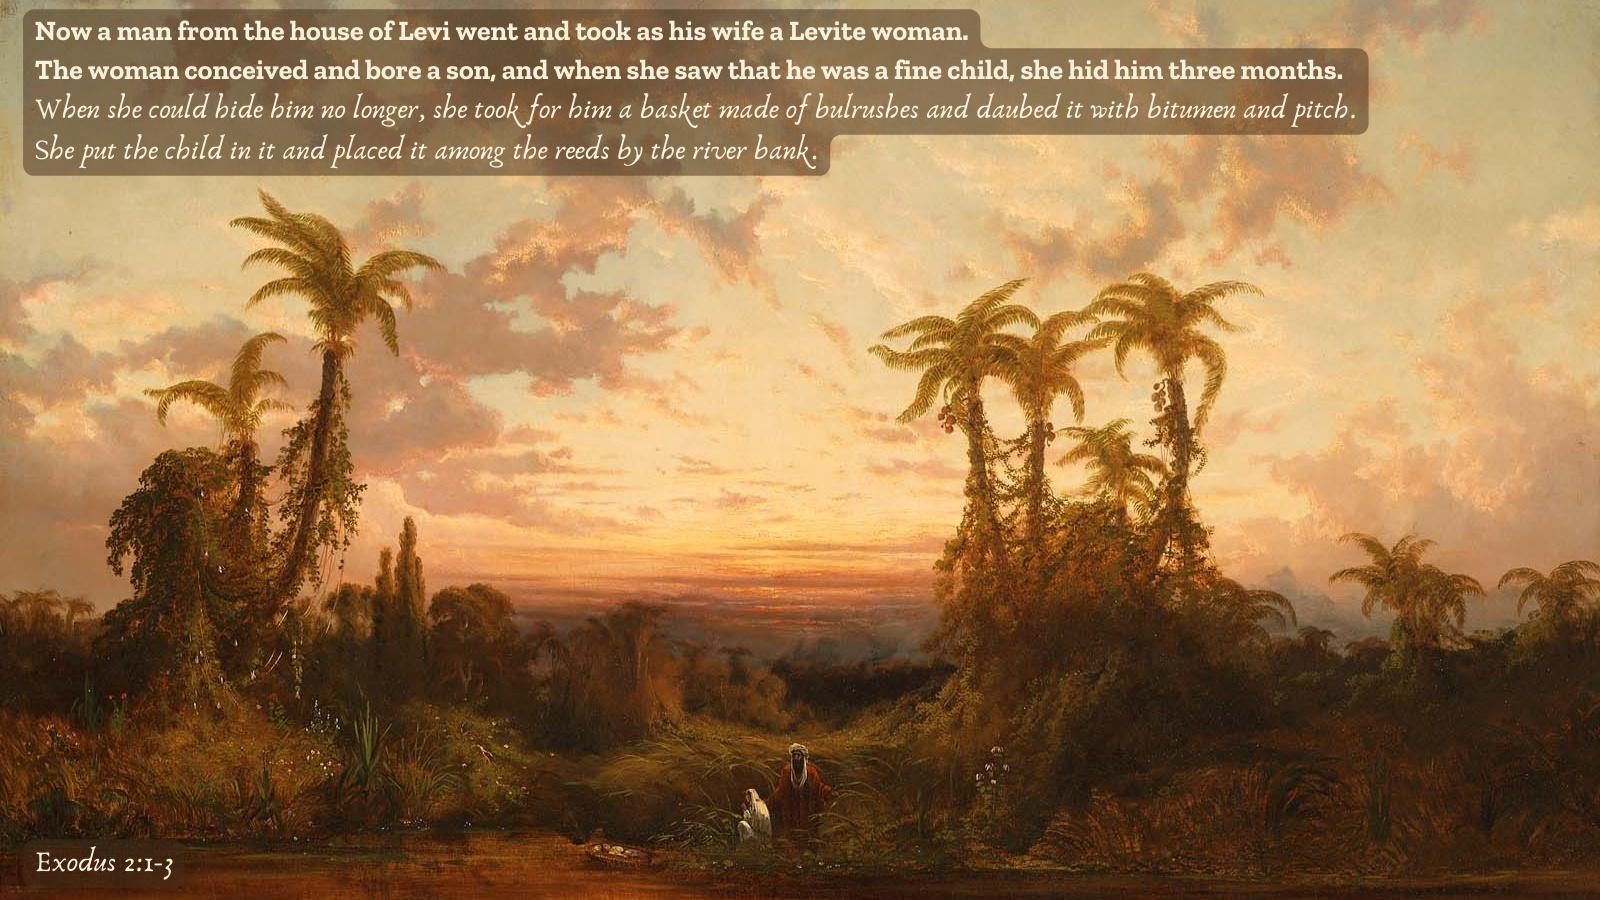 Now a man from the house of Levi went and took as his wife a Levite woman.
The woman conceived and bore a son, and when she saw that he was a fine child, she hid him three months.
When she could hide him no longer, she took for him a basket made of bulrushes and daubed it with bitumen and pitch.
She put the child in it and placed it among the reeds by the river bank.
Exodus 2:1-3